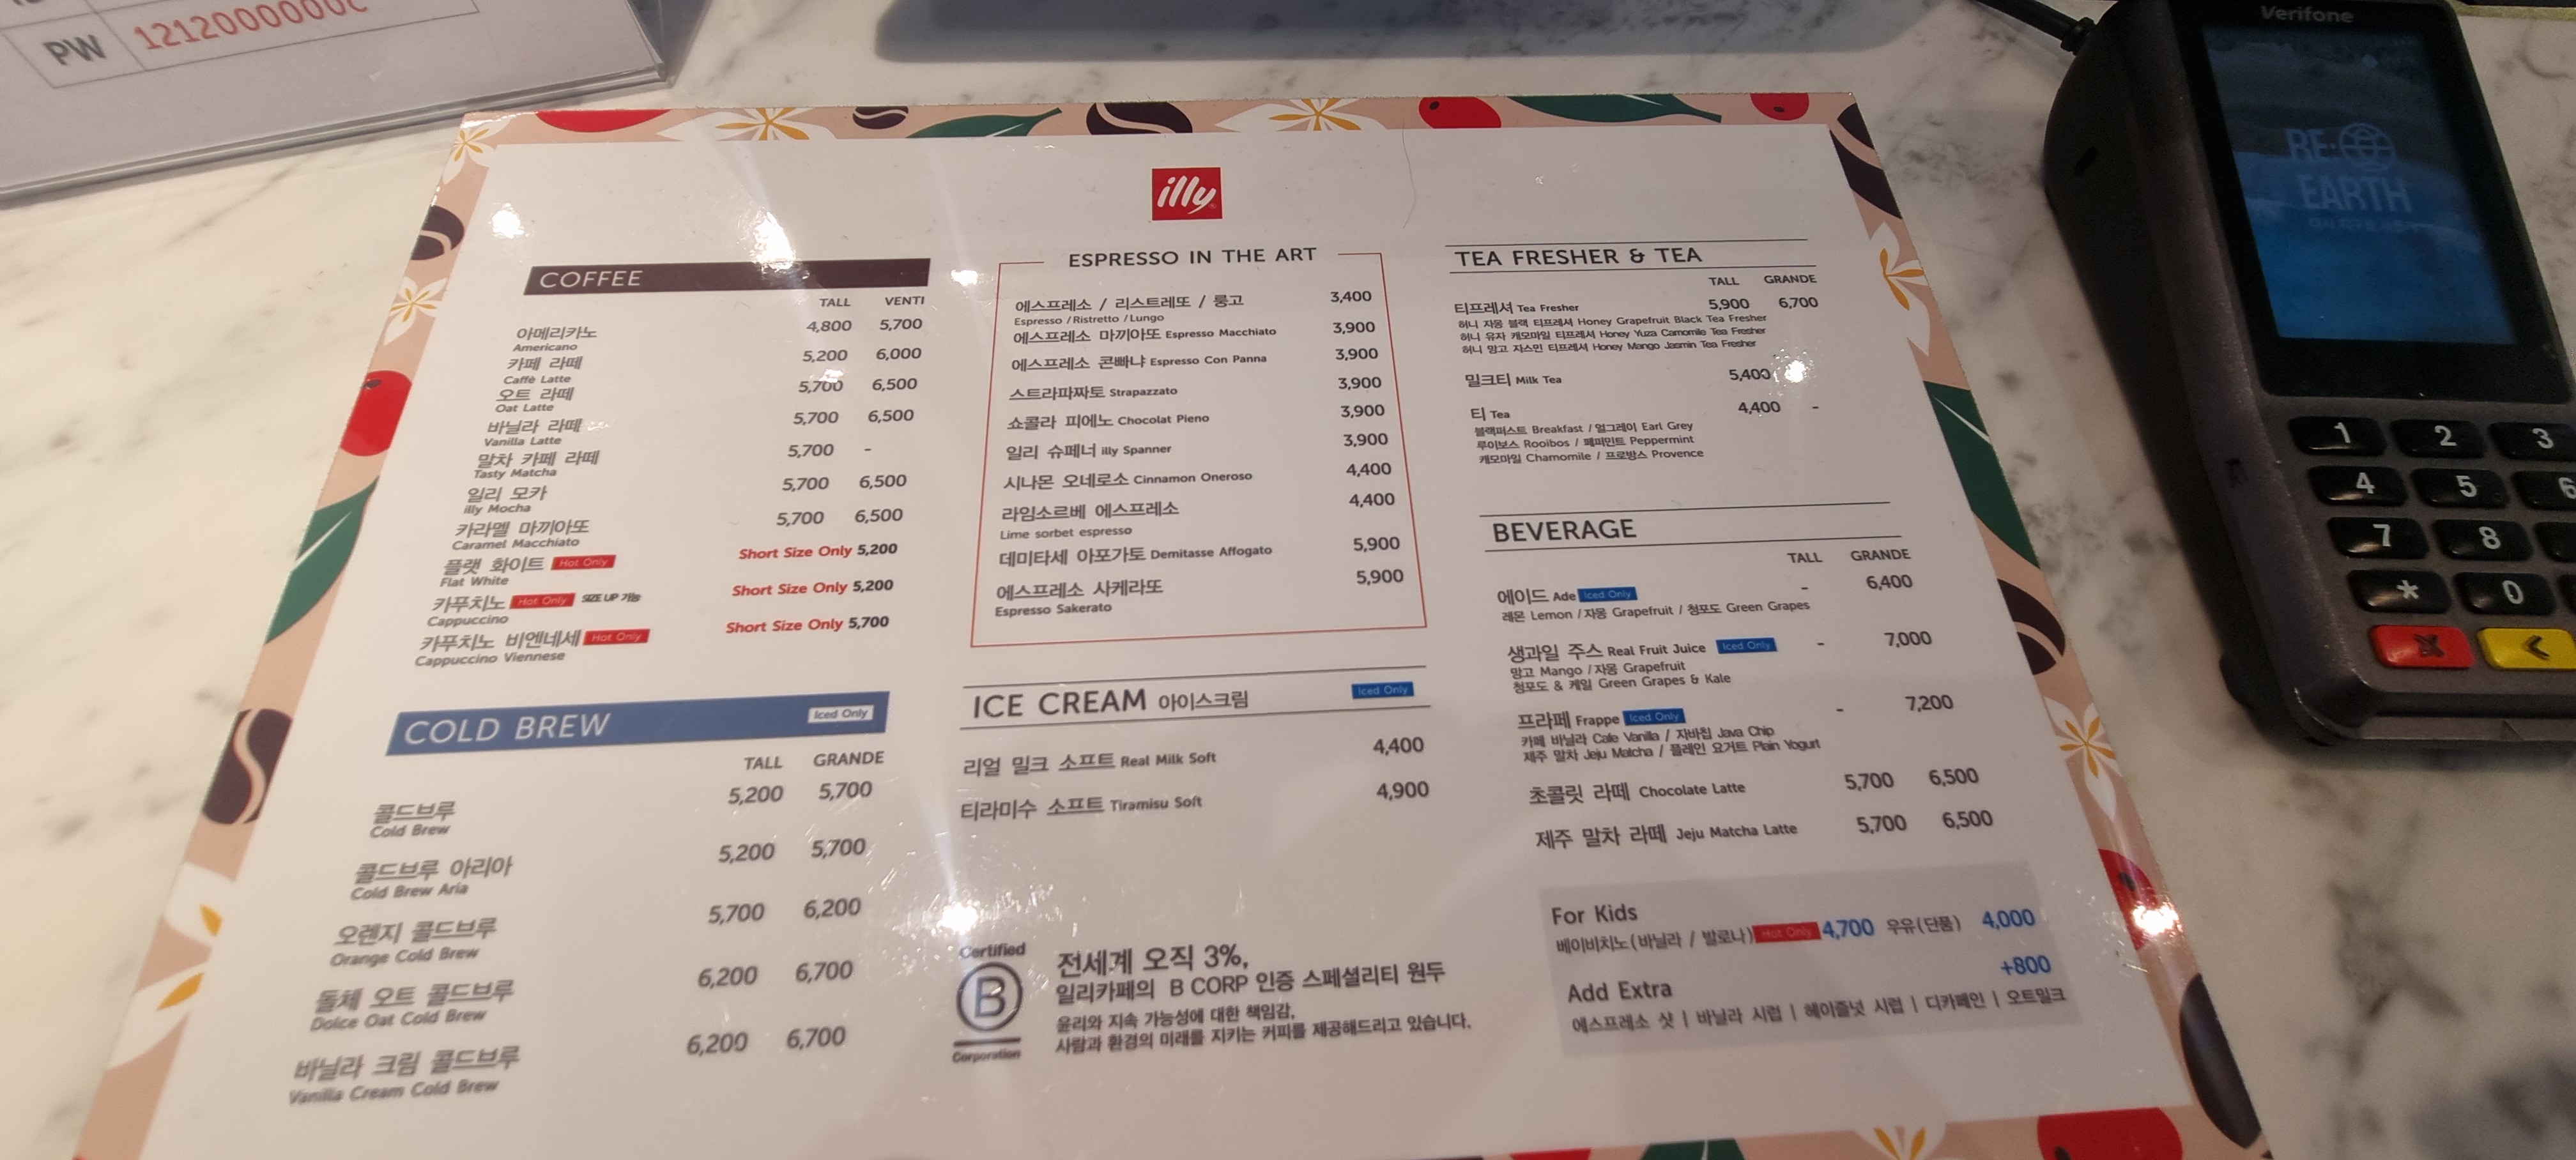 PW 121200000
Verifone
RE EARTH
1 2 3
4 5 6
7 8
* 0
illy
COFFEE
TALL VENTI
아메리카노 4,800 5,700
Americano
카페 라떼 5,200 6,000
Caffè Latte
오트 라떼 5,700 6,500
Oat Latte
바닐라 라떼 5,700 6,500
Vanilla Latte
말차 카페 라떼 5,700 -
Tasty Matcha
일리 모카 5,700 6,500
illy Mocha
카라멜 마끼아또 5,700 6,500
Caramel Macchiato
플랫 화이트 Hot Only Short Size Only 5,200
Flat White
카푸치노 Hot Only SIZE UP 가능 Short Size Only 5,200
Cappuccino
카푸치노 비엔네세 Hot Only Short Size Only 5,700
Cappuccino Viennese
COLD BREW Iced Only
TALL GRANDE
콜드브루 5,200 5,700
Cold Brew
콜드브루 아리아 5,200 5,700
Cold Brew Aria
오렌지 콜드브루 5,700 6,200
Orange Cold Brew
돌체 오트 콜드브루 6,200 6,700
Dolce Oat Cold Brew
바닐라 크림 콜드브루 6,200 6,700
Vanilla Cream Cold Brew
ESPRESSO IN THE ART
에스프레소 / 리스트레또 / 룽고 3,400
Espresso / Ristretto / Lungo
에스프레소 마끼아또 Espresso Macchiato 3,900
에스프레소 콘빠냐 Espresso Con Panna 3,900
스트라파짜토 Strapazzato 3,900
쇼콜라 피에노 Chocolat Pieno 3,900
일리 슈페너 illy Spanner 3,900
시나몬 오네로소 Cinnamon Oneroso 4,400
라임소르베 에스프레소 4,400
Lime sorbet espresso
데미타세 아포가토 Demitasse Affogato 5,900
에스프레소 사케라또 5,900
Espresso Sakerato
ICE CREAM 아이스크림 Iced Only
리얼 밀크 소프트 Real Milk Soft 4,400
티라미수 소프트 Tiramisu Soft 4,900
Certified
B
Corporation
전세계 오직 3%,
일리카페의 B CORP 인증 스페셜리티 원두
윤리와 지속 가능성에 대한 책임감,
사람과 환경의 미래를 지키는 커피를 제공해드리고 있습니다.
TEA FRESHER & TEA
TALL GRANDE
티프레셔 Tea Fresher 5,900 6,700
허니 자몽 블랙 티프레셔 Honey Grapefruit Black Tea Fresher
허니 유자 캐모마일 티프레셔 Honey Yuza Camomile Tea Fresher
허니 망고 자스민 티프레셔 Honey Mango Jasmin Tea Fresher
밀크티 Milk Tea 5,400
티 Tea 4,400 -
블랙퍼스트 Breakfast / 얼그레이 Earl Grey
루이보스 Rooibos / 페퍼민트 Peppermint
캐모마일 Chamomile / 프로방스 Provence
BEVERAGE
TALL GRANDE
에이드 Ade Iced Only - 6,400
레몬 Lemon / 자몽 Grapefruit / 청포도 Green Grapes
생과일 주스 Real Fruit Juice Iced Only - 7,000
망고 Mango / 자몽 Grapefruit
청포도 & 케일 Green Grapes & Kale
프라페 Frappe Iced Only - 7,200
카페 바닐라 Cafe Vanilla / 자바칩 Java Chip
제주 말차 Jeju Matcha / 플레인 요거트 Plain Yogurt
초콜릿 라떼 Chocolate Latte 5,700 6,500
제주 말차 라떼 Jeju Matcha Latte 5,700 6,500
For Kids
베이비치노(바닐라 / 발로나) Hot Only 4,700 우유(단품) 4,000
Add Extra +800
에스프레소 샷 | 바닐라 시럽 | 헤이즐넛 시럽 | 디카페인 | 오트밀크